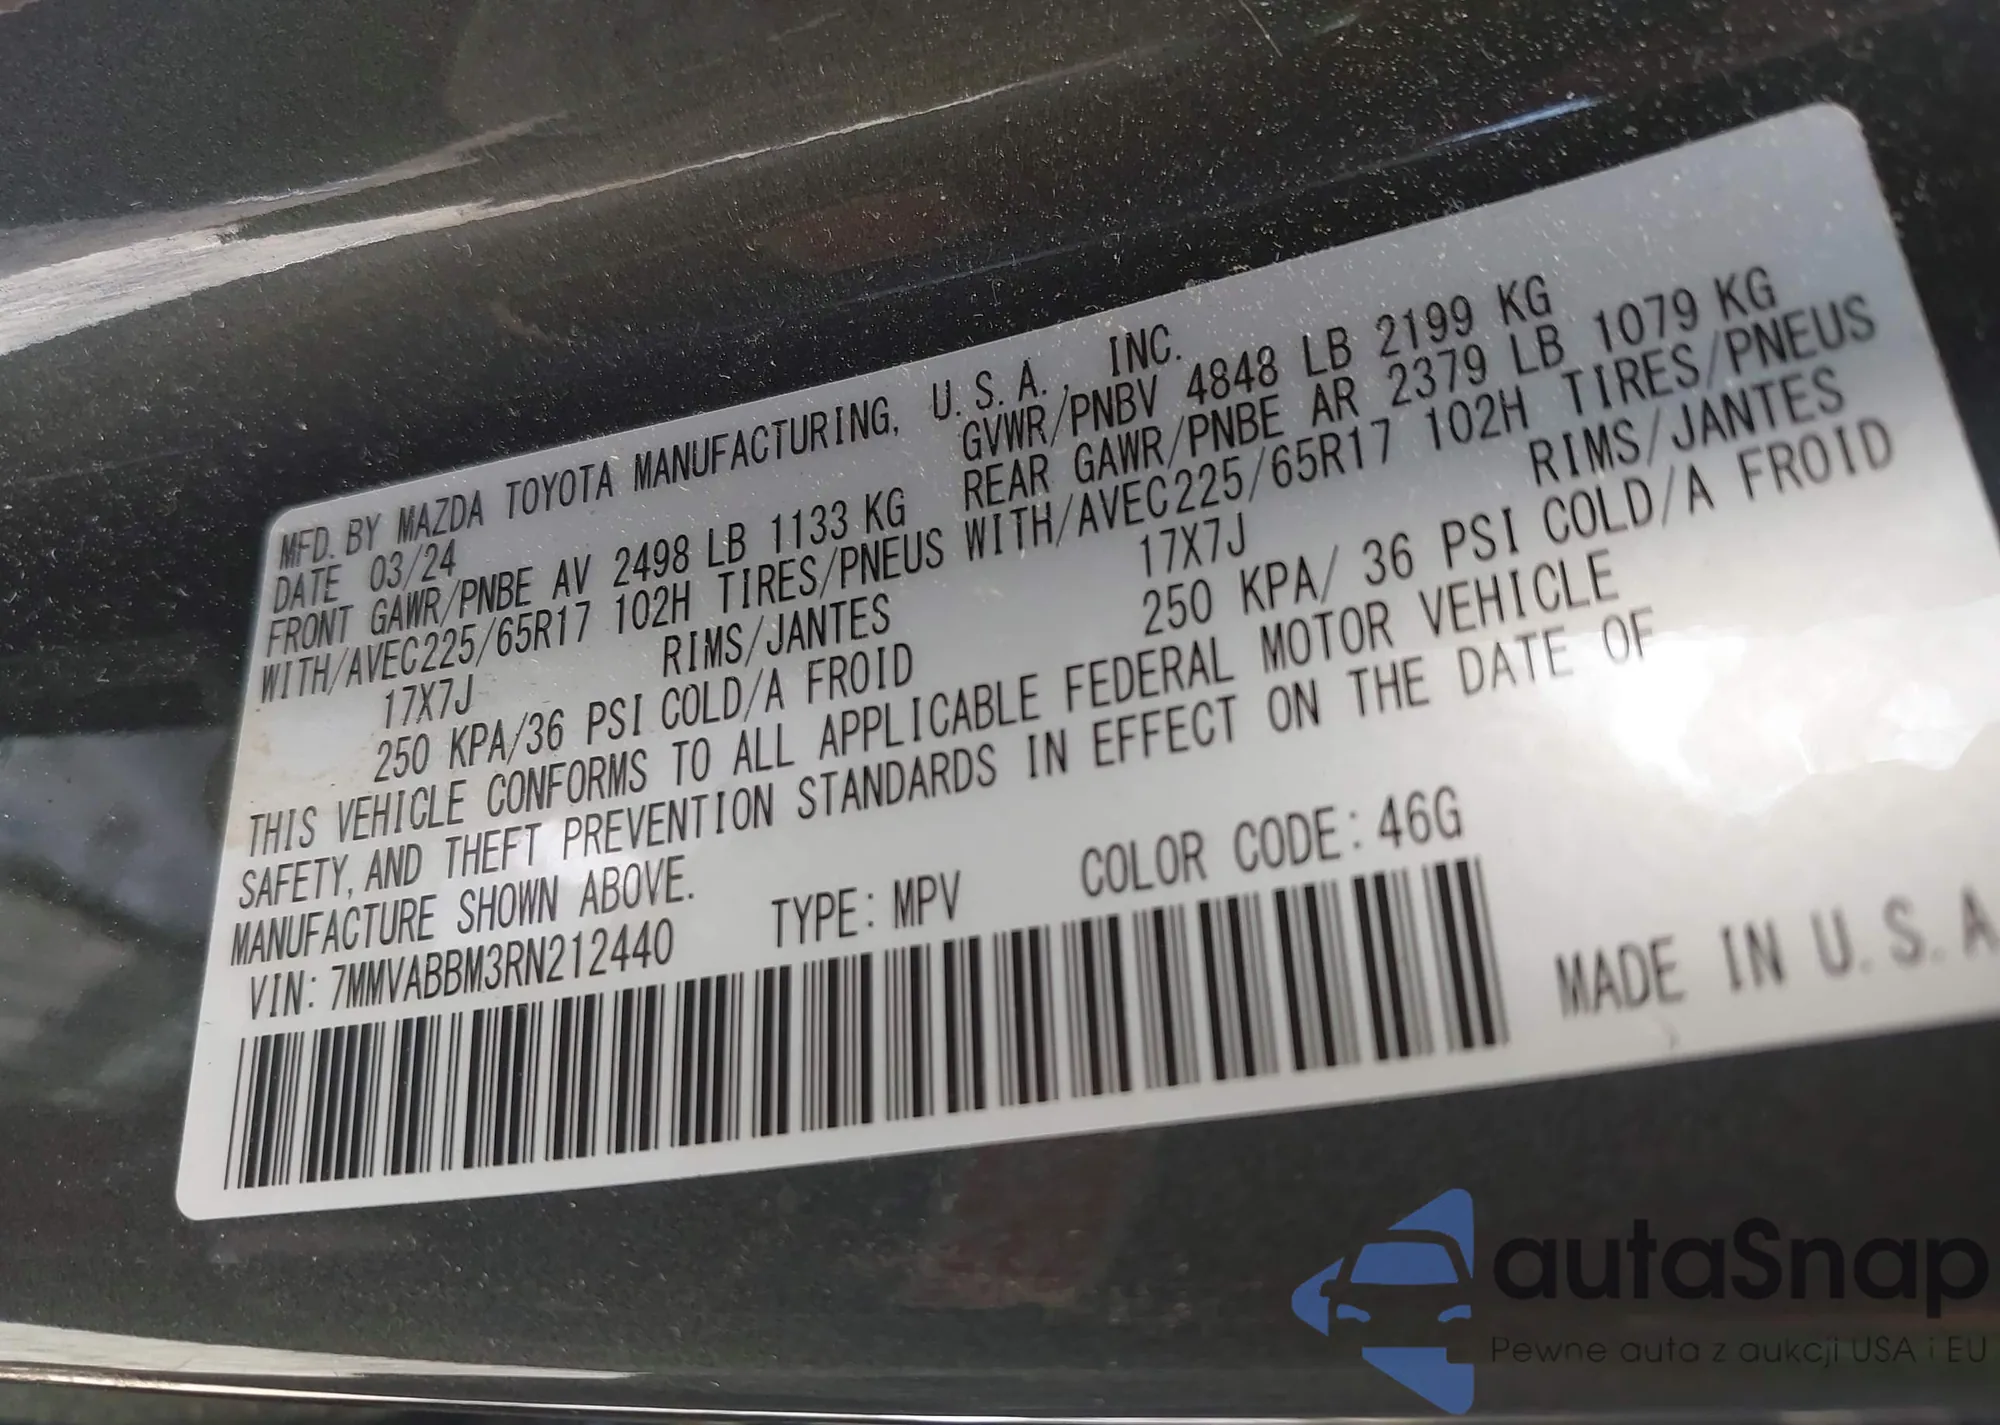 MFD. BY MAZDA TOYOTA MANUFACTURING, U.S.A., INC.
DATE 03/24 GVWR/PNBV 4848 LB 2199 KG
FRONT GAWR/PNBE AV 2498 LB 1133 KG REAR GAWR/PNBE AR 2379 LB 1079 KG
WITH/AVEC225/65R17 102H TIRES/PNEUS WITH/AVEC225/65R17 102H TIRES/PNEUS
17X7J RIMS/JANTES 17X7J RIMS/JANTES
250 KPA/36 PSI COLD/A FROID 250 KPA/ 36 PSI COLD/A FROID
THIS VEHICLE CONFORMS TO ALL APPLICABLE FEDERAL MOTOR VEHICLE
SAFETY, AND THEFT PREVENTION STANDARDS IN EFFECT ON THE DATE OF
MANUFACTURE SHOWN ABOVE.
VIN: 7MMVABBM3RN212440 TYPE: MPV COLOR CODE: 46G
MADE IN U.S.A
autaSnap
Pewne auta z aukcji USA i EU